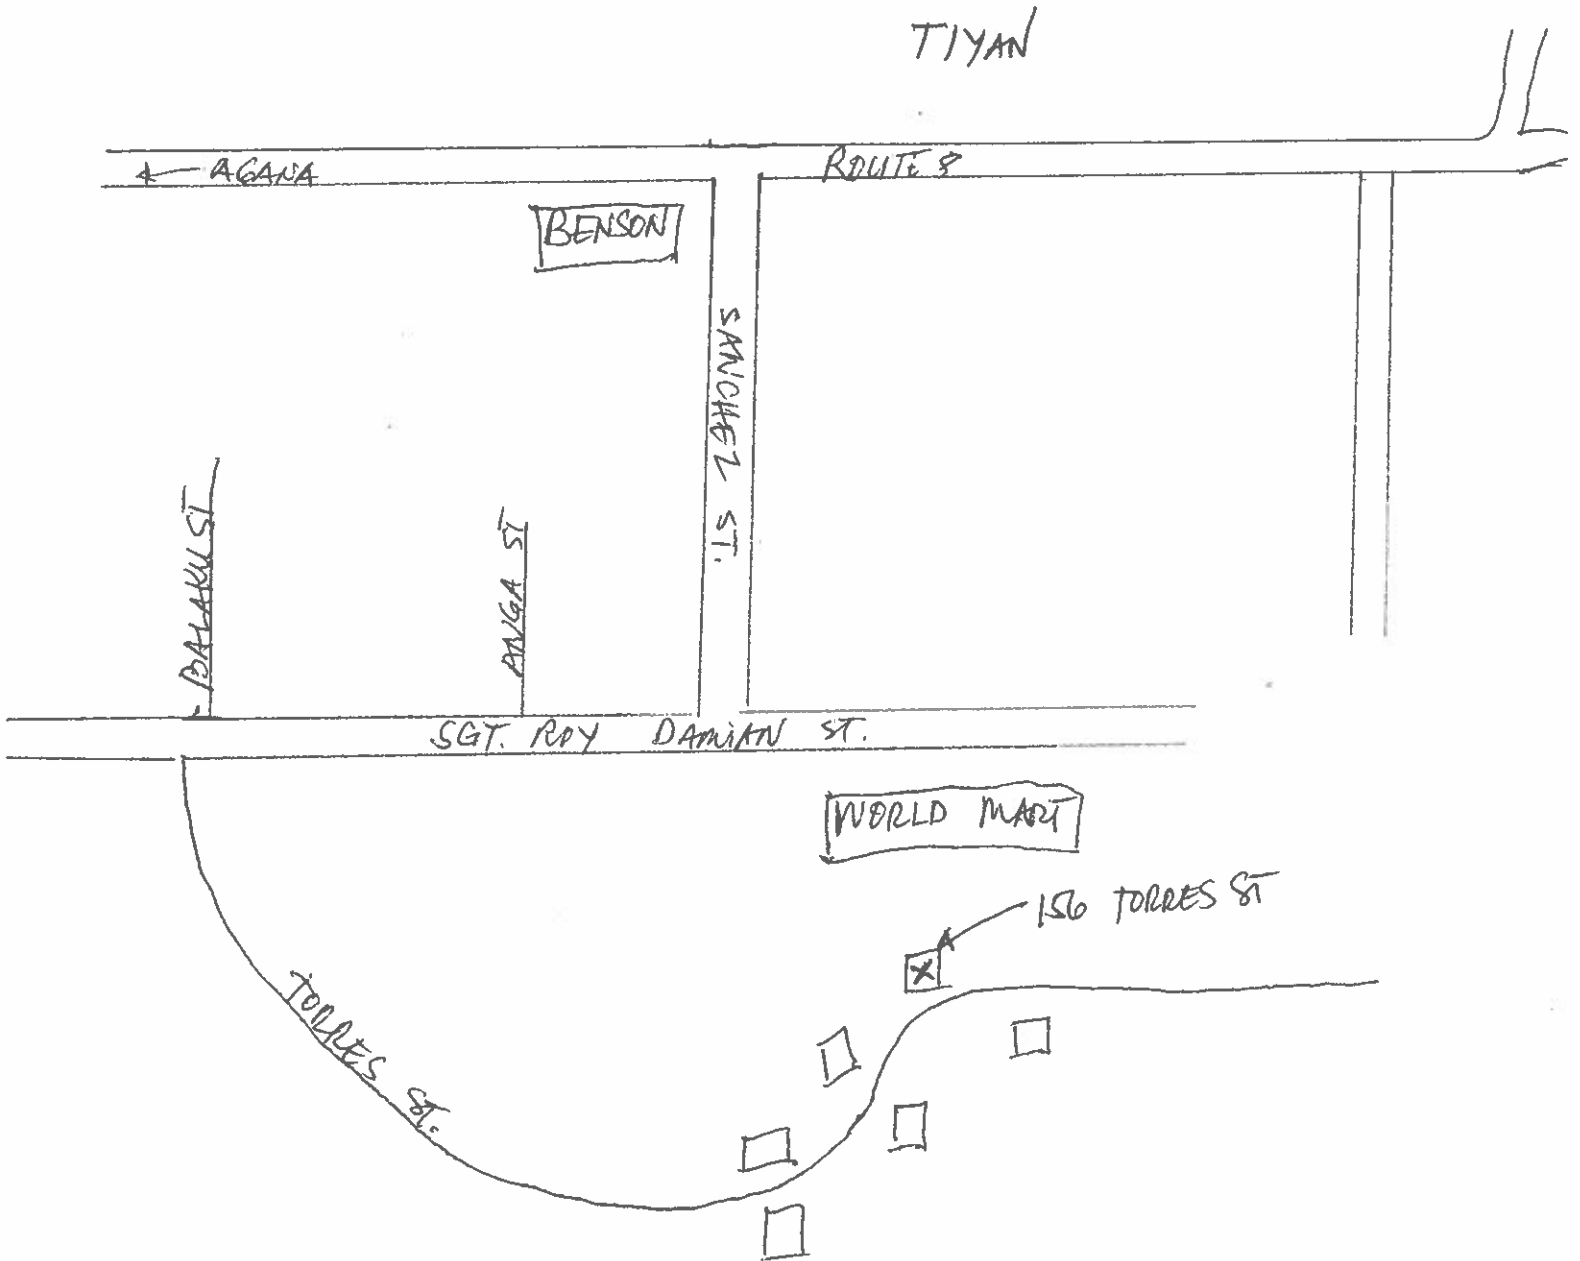 TIYAN
← AGANA
ROUTE 8
BENSON
SANCHEZ ST.
BALAKU ST
ANGA ST
SGT. ROY DAMIAN ST.
WORLD MART
156 TORRES ST
X
TORRES ST.